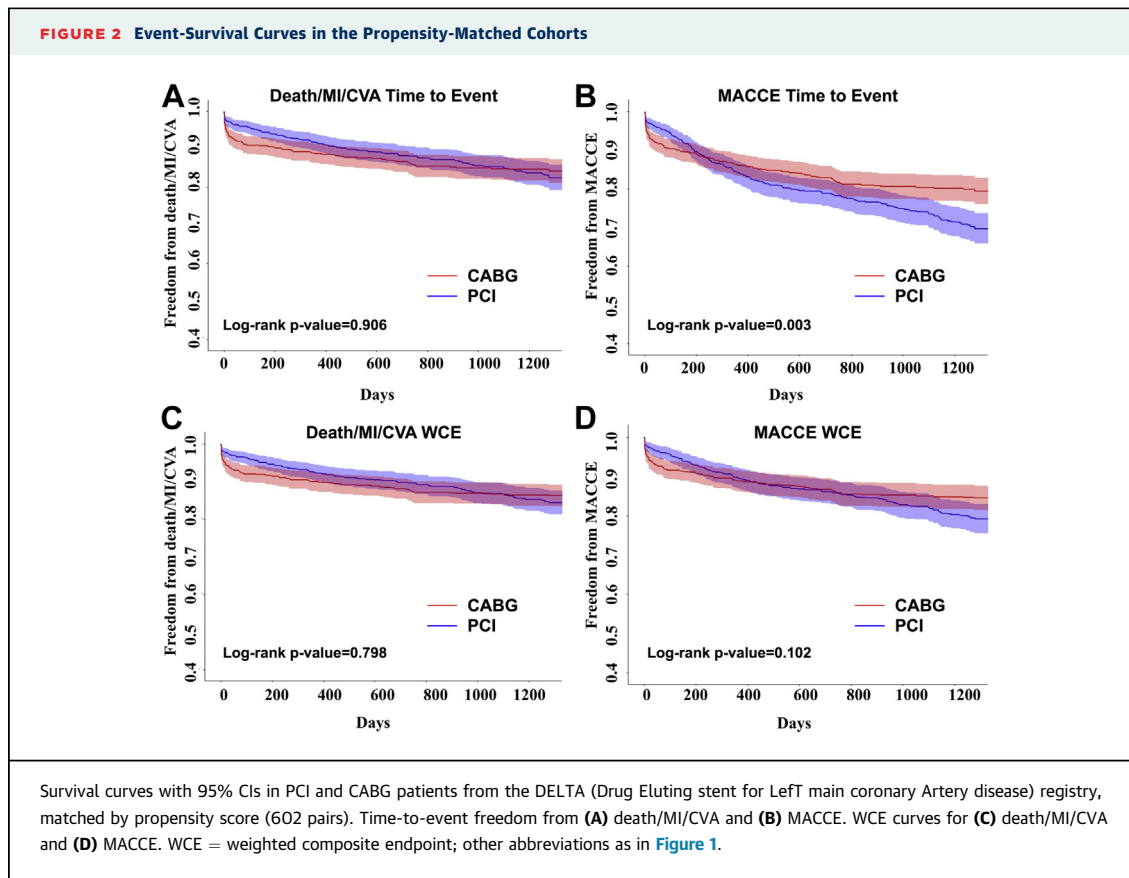 FIGURE 2 Event-Survival Curves in the Propensity-Matched Cohorts
A
Death/MI/CVA Time to Event
Freedom from death/MI/CVA
1.0
0.9
0.8
0.7
0.6
0.5
0.4
CABG
PCI
Log-rank p-value=0.906
0 200 400 600 800 1000 1200
Days
B
MACCE Time to Event
Freedom from MACCE
1.0
0.9
0.8
0.7
0.6
0.5
0.4
CABG
PCI
Log-rank p-value=0.003
0 200 400 600 800 1000 1200
Days
C
Death/MI/CVA WCE
Freedom from death/MI/CVA
1.0
0.9
0.8
0.7
0.6
0.5
0.4
CABG
PCI
Log-rank p-value=0.798
0 200 400 600 800 1000 1200
Days
D
MACCE WCE
Freedom from MACCE
1.0
0.9
0.8
0.7
0.6
0.5
0.4
CABG
PCI
Log-rank p-value=0.102
0 200 400 600 800 1000 1200
Days
Survival curves with 95% CIs in PCI and CABG patients from the DELTA (Drug Eluting stent for LefT main coronary Artery disease) registry,
matched by propensity score (602 pairs). Time-to-event freedom from (A) death/MI/CVA and (B) MACCE. WCE curves for (C) death/MI/CVA
and (D) MACCE. WCE = weighted composite endpoint; other abbreviations as in Figure 1.